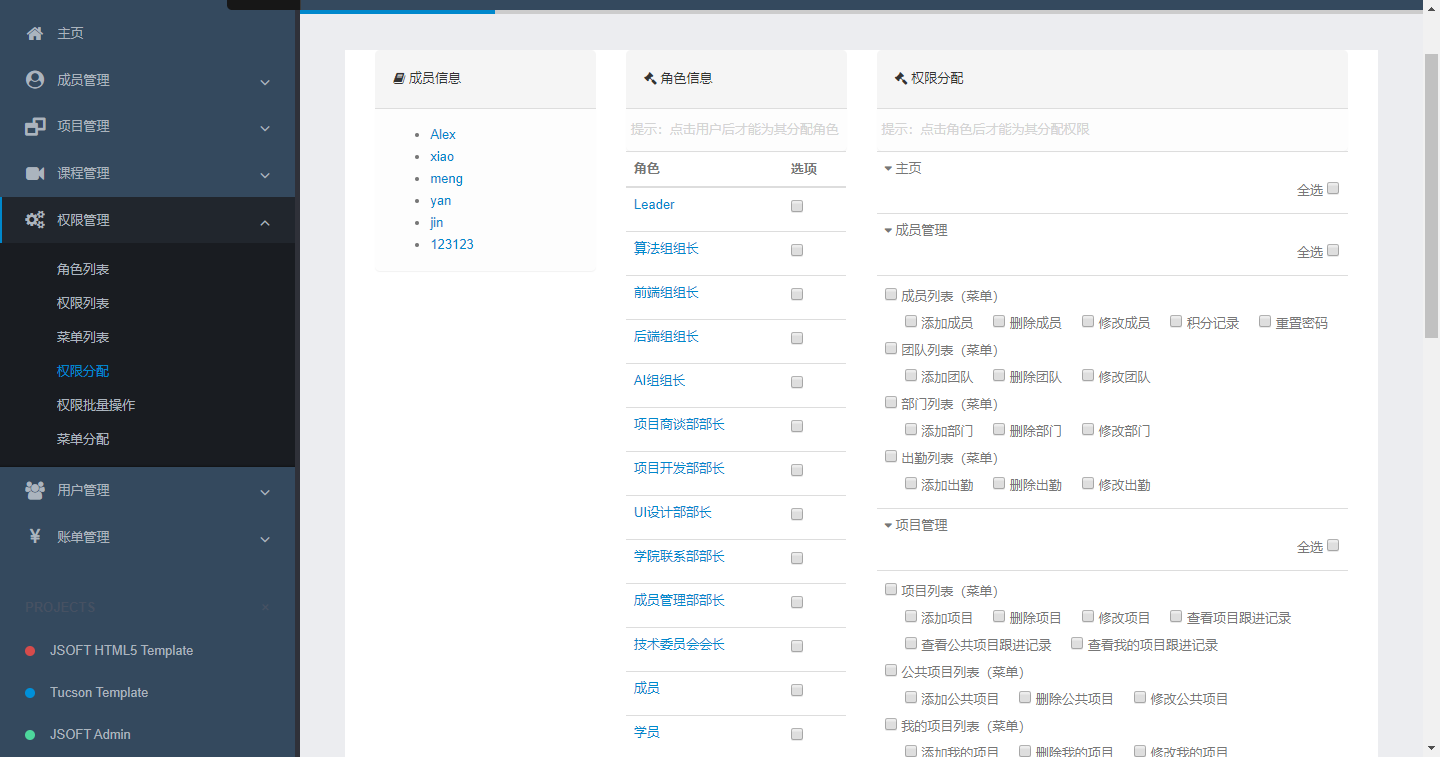 主页
成员管理
项目管理
课程管理
权限管理
角色列表
权限列表
菜单列表
权限分配
权限批量操作
菜单分配
用户管理
¥ 账单管理
PROJECTS
JSOFT HTML5 Template
Tucson Template
JSOFT Admin
成员信息
Alex
xiao
meng
yan
jin
123123
角色信息
提示：点击用户后才能为其分配角色
角色 选项
Leader
算法组组长
前端组组长
后端组组长
AI组组长
项目商谈部部长
项目开发部部长
UI设计部部长
学院联系部部长
成员管理部部长
技术委员会会长
成员
学员
权限分配
提示：点击角色后才能为其分配权限
主页
全选
成员管理
全选
成员列表（菜单）
添加成员 删除成员 修改成员 积分记录 重置密码
团队列表（菜单）
添加团队 删除团队 修改团队
部门列表（菜单）
添加部门 删除部门 修改部门
出勤列表（菜单）
添加出勤 删除出勤 修改出勤
项目管理
全选
项目列表（菜单）
添加项目 删除项目 修改项目 查看项目跟进记录
查看公共项目跟进记录 查看我的项目跟进记录
公共项目列表（菜单）
添加公共项目 删除公共项目 修改公共项目
我的项目列表（菜单）
添加我的项目 删除我的项目 修改我的项目